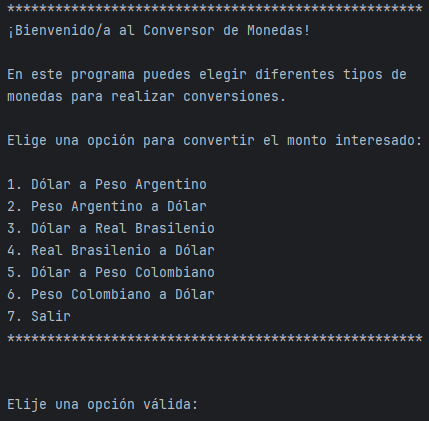 ****************************************************
¡Bienvenido/a al Conversor de Monedas!
En este programa puedes elegir diferentes tipos de
monedas para realizar conversiones.
Elige una opción para convertir el monto interesado:
1. Dólar a Peso Argentino
2. Peso Argentino a Dólar
3. Dólar a Real Brasilenio
4. Real Brasilenio a Dólar
5. Dólar a Peso Colombiano
6. Peso Colombiano a Dólar
7. Salir
****************************************************
Elije una opción válida: